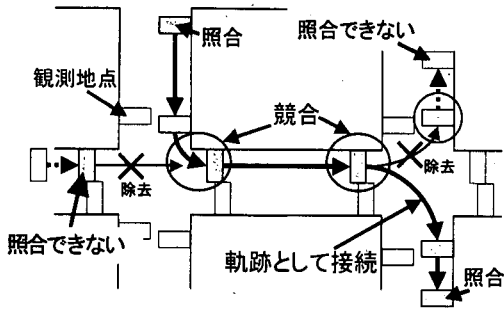 照合
照合できない
観測地点
競合
除去
除去
照合できない
軌跡として接続
照合